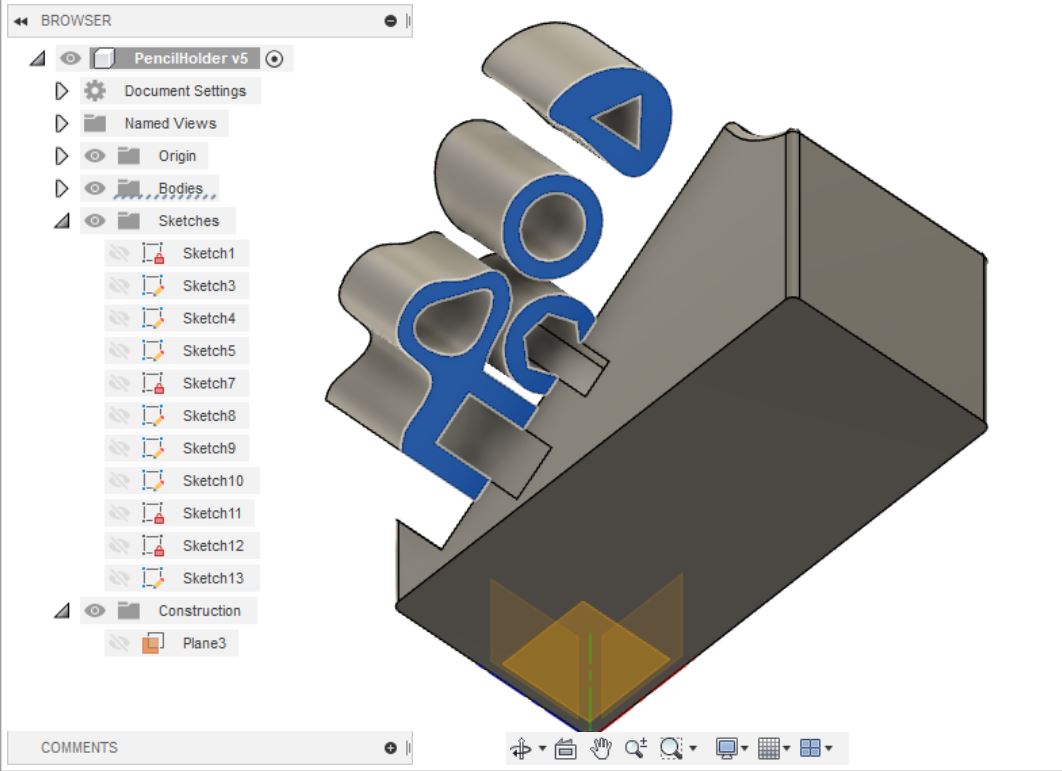 BROWSER
PencilHolder v5
Document Settings
Named Views
Origin
Bodies
Sketches
Sketch1
Sketch3
Sketch4
Sketch5
Sketch7
Sketch8
Sketch9
Sketch10
Sketch11
Sketch12
Sketch13
Construction
Plane3
COMMENTS